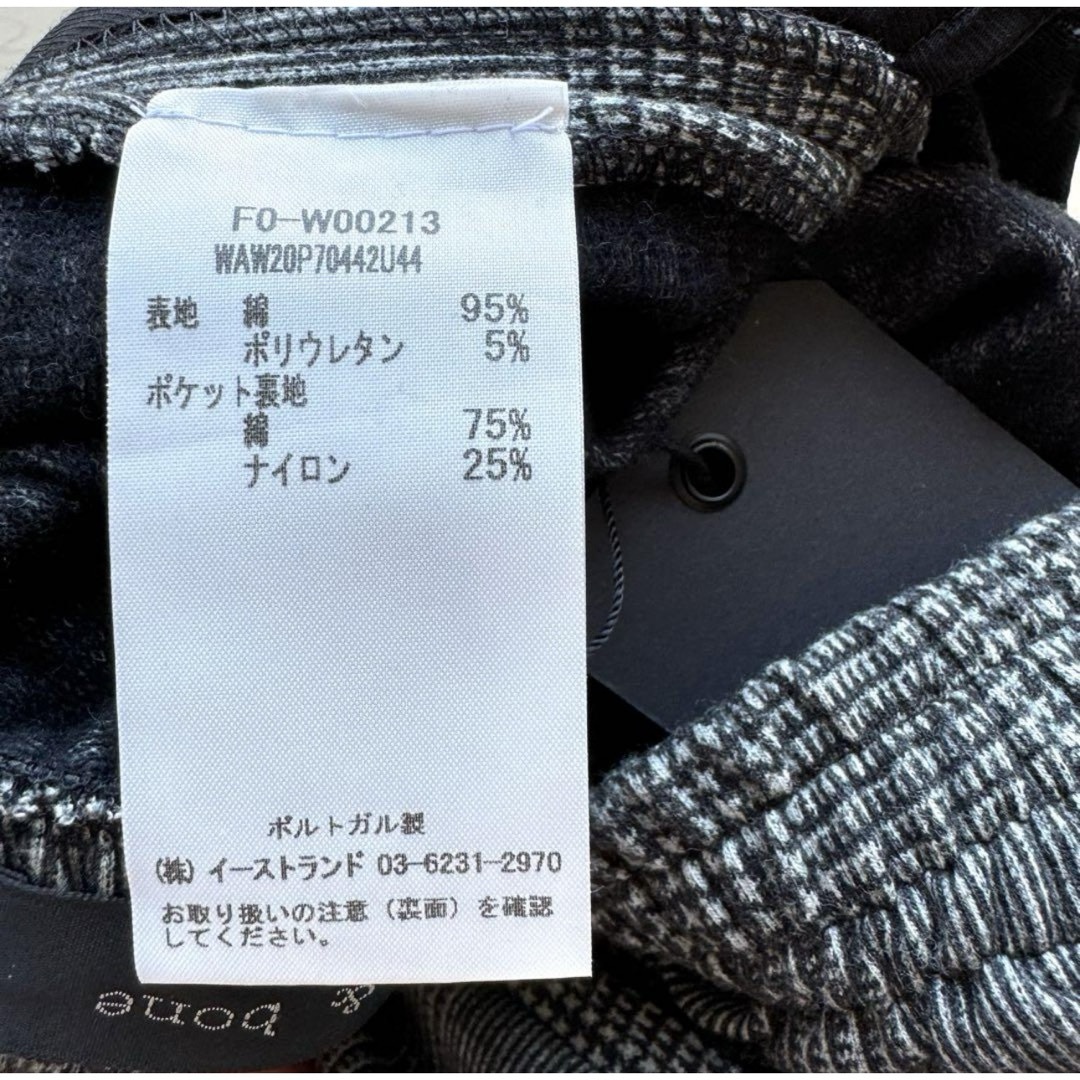 F0-W00213
WAW20P70442U44
表地 綿 95%
ポリウレタン 5%
ポケット裏地
綿 75%
ナイロン 25%
ポルトガル製
(株) イーストランド 03-6231-2970
お取り扱いの注意 (裏面) を確認
してください。
& bone